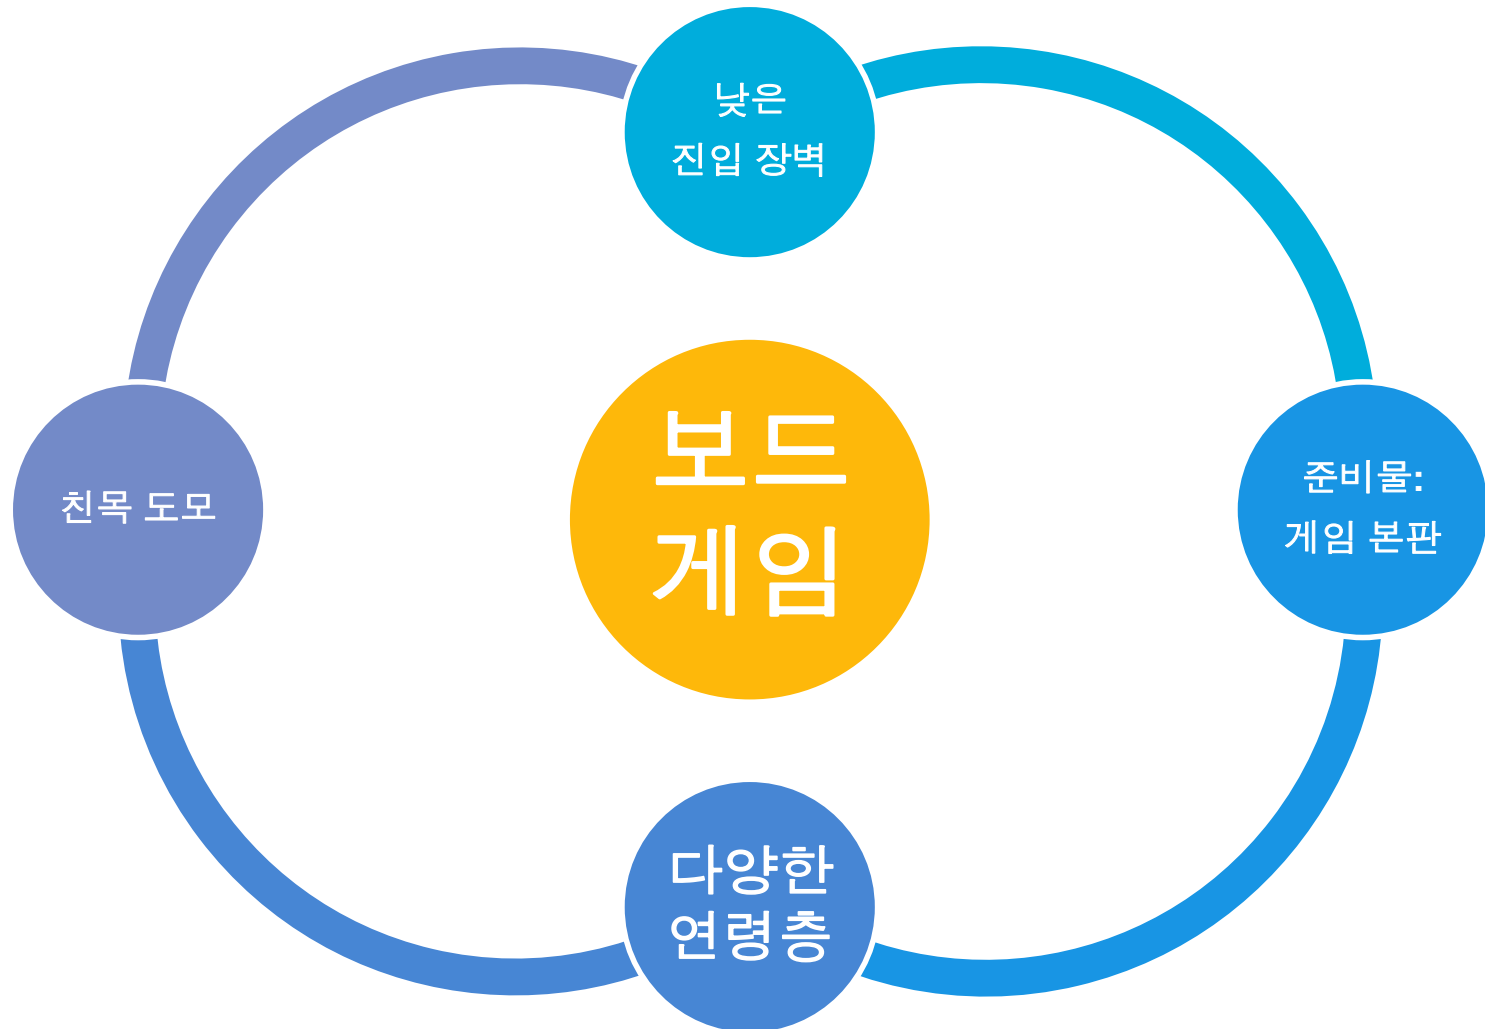 낮은
진입 장벽
친목 도모
보드
게임
준비물:
게임 본판
다양한
연령층